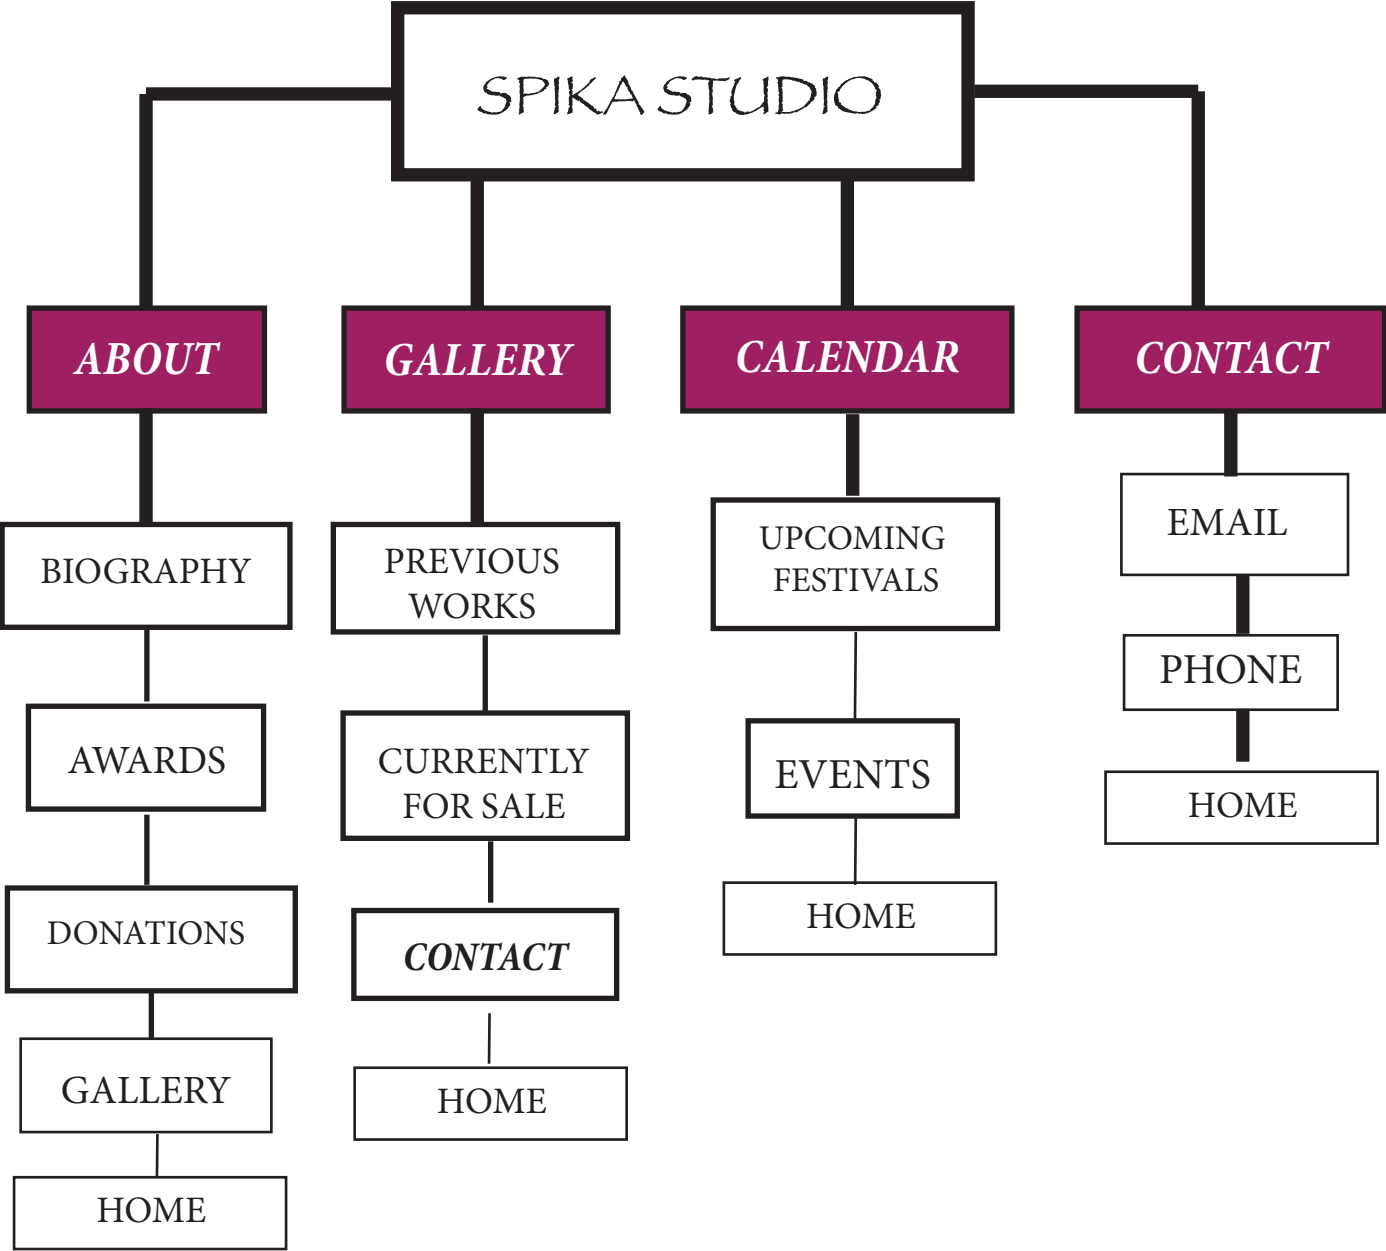 SPIKA STUDIO
ABOUT
GALLERY
CALENDAR
CONTACT
BIOGRAPHY
AWARDS
DONATIONS
GALLERY
HOME
PREVIOUS
WORKS
CURRENTLY
FOR SALE
CONTACT
HOME
UPCOMING
FESTIVALS
EVENTS
HOME
EMAIL
PHONE
HOME